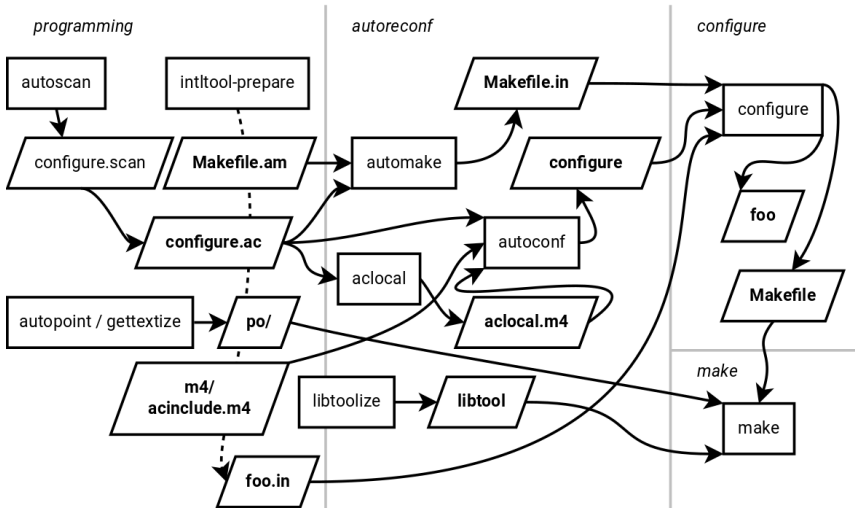 programming
autoreconf
configure
autoscan
intltool-prepare
Makefile.in
configure
configure.scan
Makefile.am
automake
configure
foo
configure.ac
autoconf
aclocal
Makefile
autopoint / gettextize
po/
aclocal.m4
m4/
acinclude.m4
libtoolize
libtool
make
make
foo.in